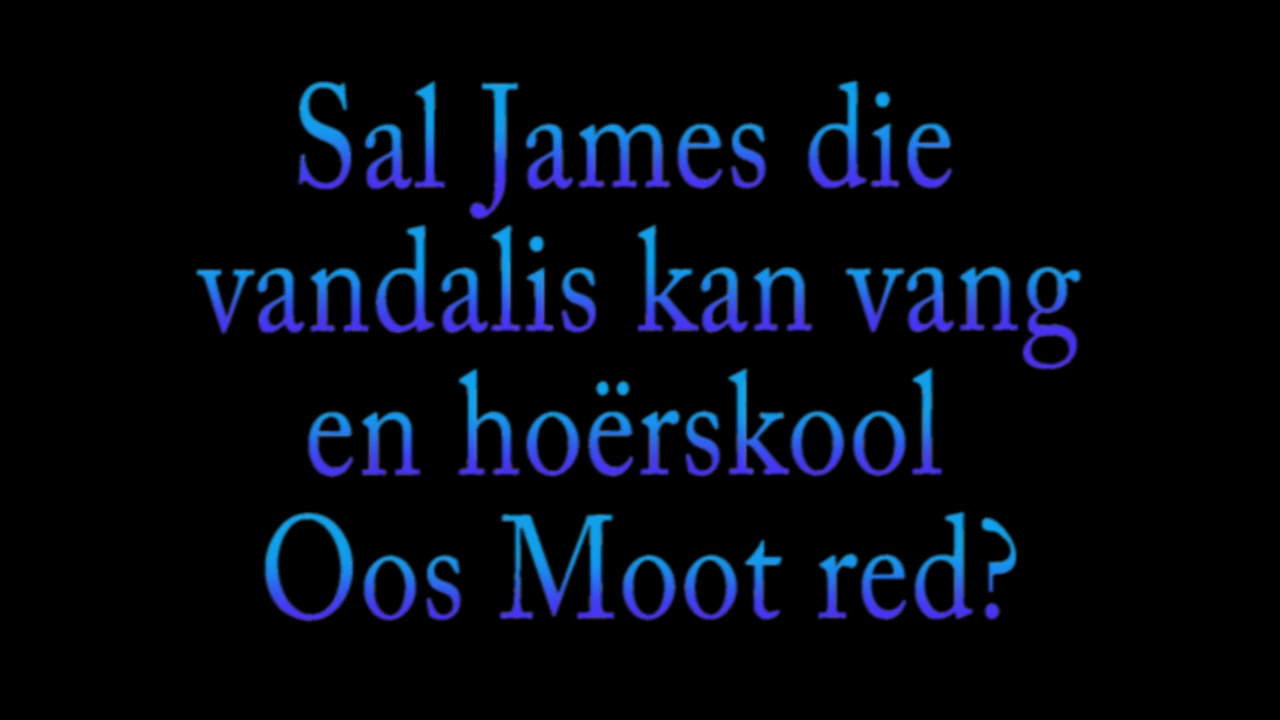 Sal James die
vandalis kan vang
en hoërskool
Oos Moot red?